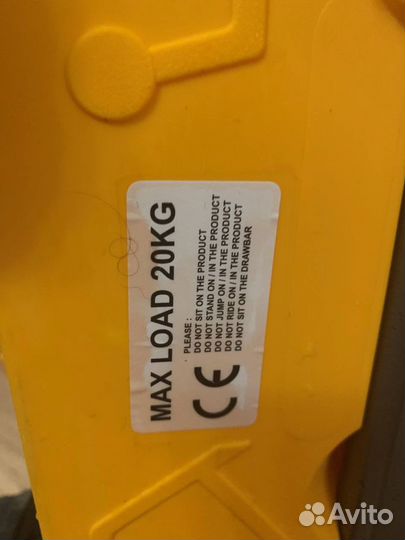 MAX LOAD 20KG
PLEASE :
DO NOT SIT ON THE PRODUCT
DO NOT STAND ON / IN THE PRODUCT
DO NOT JUMP ON / IN THE PRODUCT
DO NOT RIDE ON / IN THE PRODUCT
DO NOT SIT ON THE DRAWBAR
CE
Avito